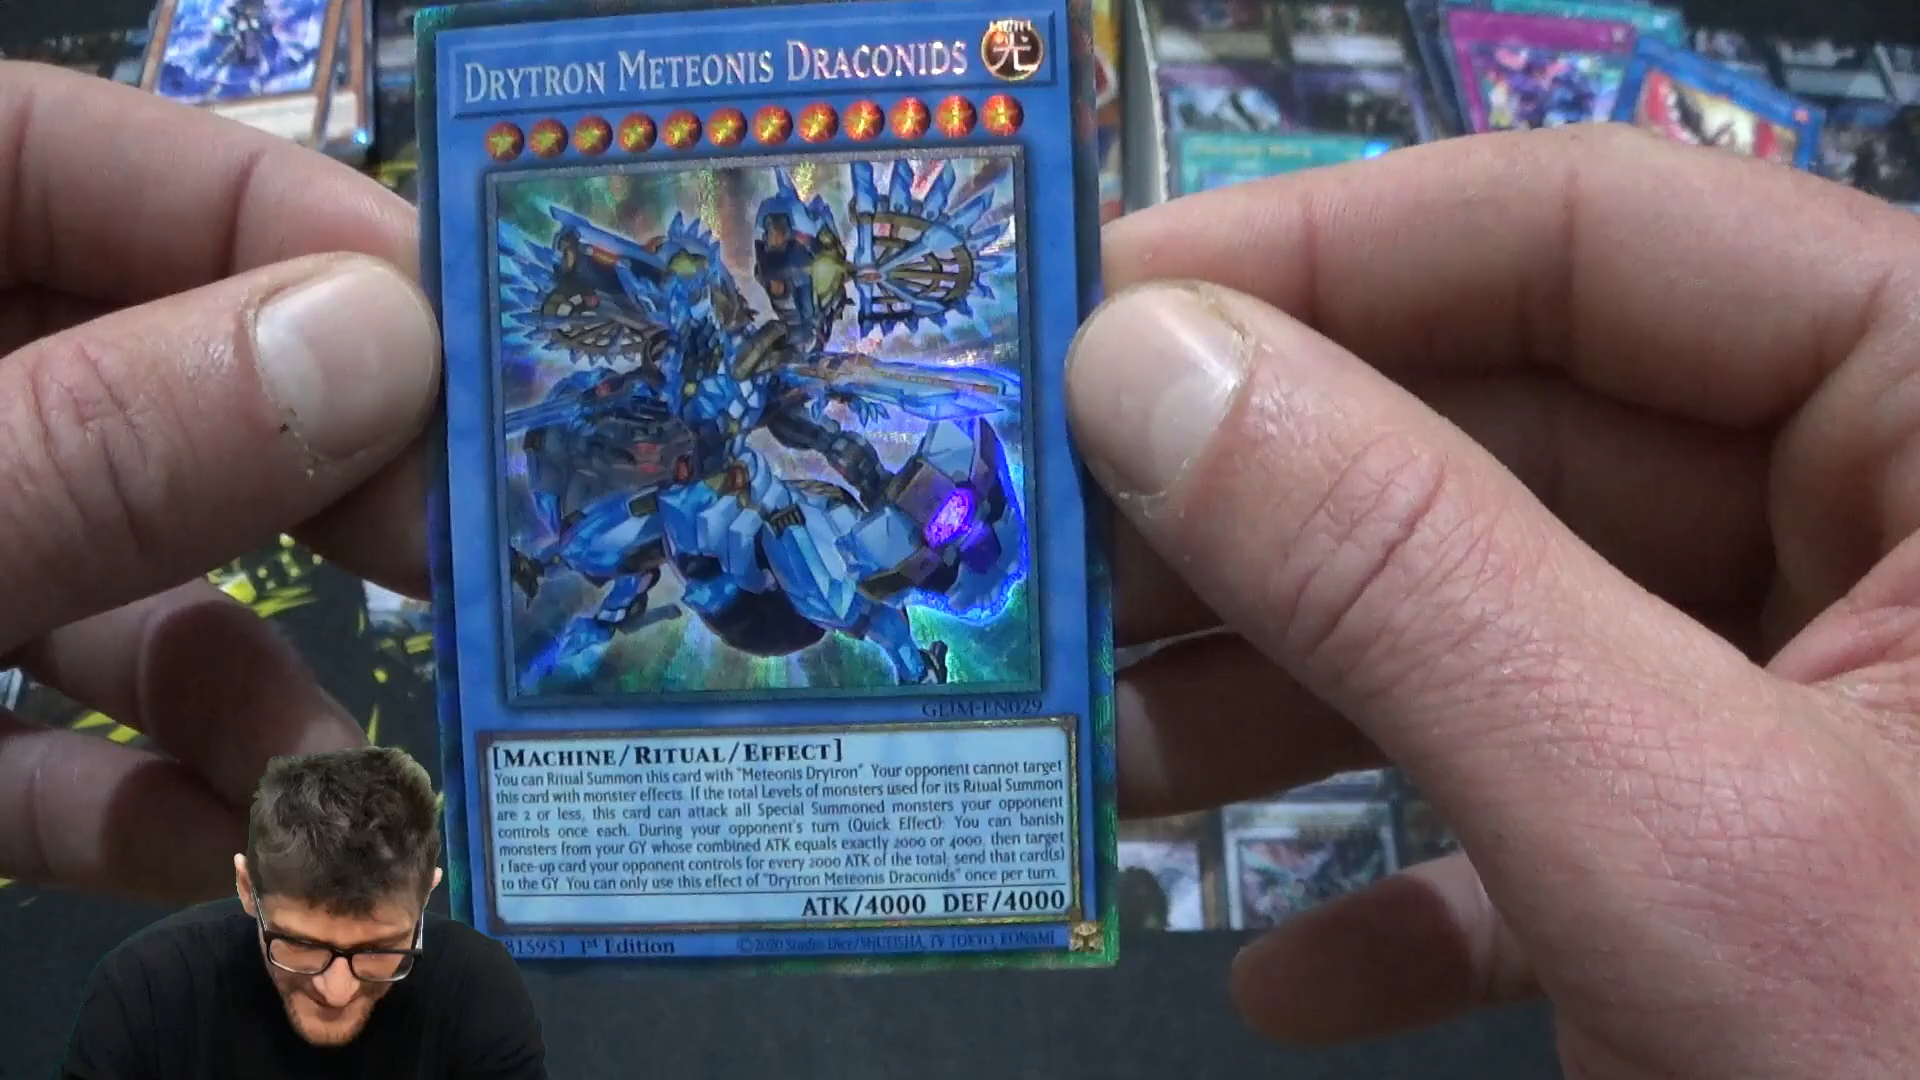 DRYTRON METEONIS DRACONIDS
光
GEIM-EN029
[MACHINE/RITUAL/EFFECT]
You can Ritual Summon this card with "Meteonis Drytron". Your opponent cannot target
this card with monster effects. If the total Levels of monsters used for its Ritual Summon
are 2 or less, this card can attack all Special Summoned monsters your opponent
controls once each. During your opponent's turn (Quick Effect): You can banish
monsters from your GY whose combined ATK equals exactly 2000 or 4000, then target
1 face-up card your opponent controls for every 2000 ATK of the total; send that card(s)
to the GY. You can only use this effect of "Drytron Meteonis Draconids" once per turn.
ATK/4000 DEF/4000
815951 1st Edition ©2020 Studio Dice/SHUEISHA, TV TOKYO, KONAMI